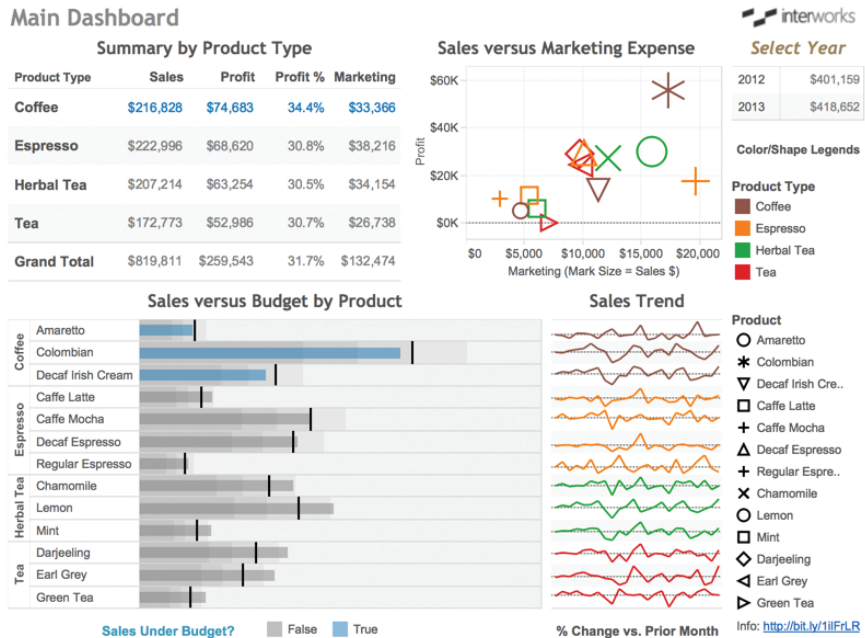 Main Dashboard
interworks
Summary by Product Type
Product Type Sales Profit Profit % Marketing
Coffee $216,828 $74,683 34.4% $33,366
Espresso $222,996 $68,620 30.8% $38,216
Herbal Tea $207,214 $63,254 30.5% $34,154
Tea $172,773 $52,986 30.7% $26,738
Grand Total $819,811 $259,543 31.7% $132,474
Sales versus Marketing Expense
Profit
$60K
$40K
$20K
$0K
$0 $5,000 $10,000 $15,000 $20,000
Marketing (Mark Size = Sales $)
Select Year
2012 $401,159
2013 $418,652
Color/Shape Legends
Product Type
Coffee
Espresso
Herbal Tea
Tea
Sales versus Budget by Product
Coffee
Amaretto
Colombian
Decaf Irish Cream
Espresso
Caffe Latte
Caffe Mocha
Decaf Espresso
Regular Espresso
Herbal Tea
Chamomile
Lemon
Mint
Tea
Darjeeling
Earl Grey
Green Tea
Sales Under Budget? False True
Sales Trend
% Change vs. Prior Month
Product
Amaretto
Colombian
Decaf Irish Cre..
Caffe Latte
Caffe Mocha
Decaf Espresso
Regular Espre..
Chamomile
Lemon
Mint
Darjeeling
Earl Grey
Green Tea
Info: http://bit.ly/1ilFrLR